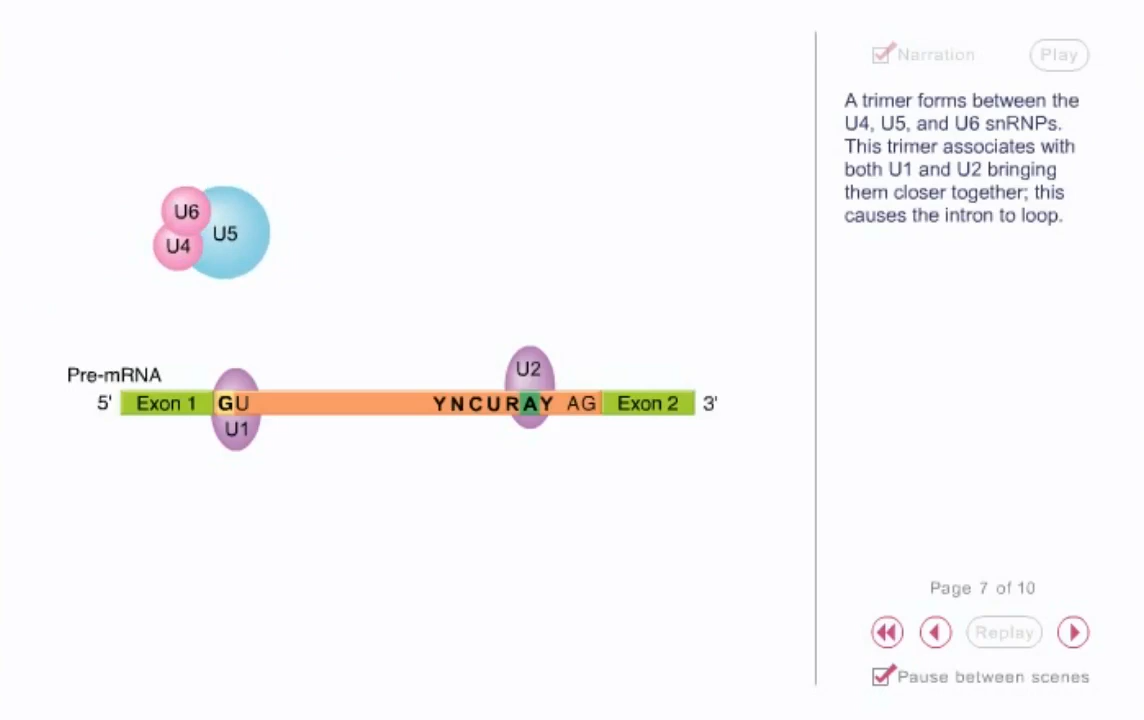 Narration
Play
A trimer forms between the
U4, U5, and U6 snRNPs.
This trimer associates with
both U1 and U2 bringing
them closer together; this
causes the intron to loop.
U6
U5
U4
U2
Pre-mRNA
5' Exon 1 GU YNCURAY AG Exon 2 3'
U1
Page 7 of 10
Replay
Pause between scenes